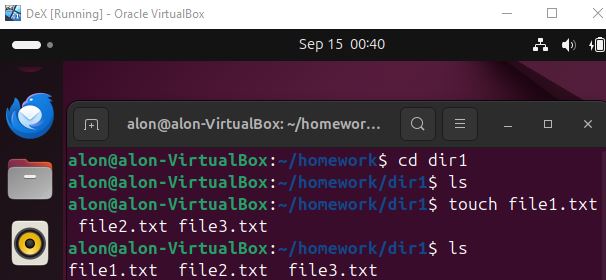 DeX [Running] - Oracle VirtualBox
Sep 15 00:40
alon@alon-VirtualBox: ~/homewor...
alon@alon-VirtualBox:~/homework$ cd dir1
alon@alon-VirtualBox:~/homework/dir1$ ls
alon@alon-VirtualBox:~/homework/dir1$ touch file1.txt
file2.txt file3.txt
alon@alon-VirtualBox:~/homework/dir1$ ls
file1.txt file2.txt file3.txt